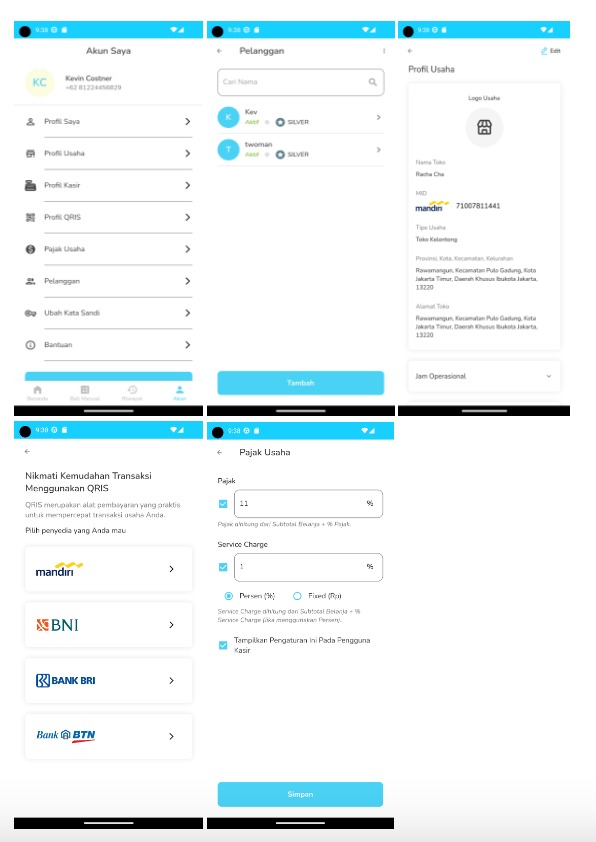 9:38
Akun Saya
KC
Kevin Costner
+62 81224456829
Profil Saya
Profil Usaha
Profil Kasir
Profil QRIS
Pajak Usaha
Pelanggan
Ubah Kata Sandi
Bantuan
Beranda
Beli Manual
Riwayat
Akun
9:38
Pelanggan
Cari Nama
K
Kev
Aktif
SILVER
T
twoman
Aktif
SILVER
Tambah
9:38
Edit
Profil Usaha
Logo Usaha
Nama Toko
Racha Cha
MID
mandiri
71007811441
Tipe Usaha
Toko Kelontong
Provinsi, Kota, Kecamatan, Kelurahan
Rawamangun, Kecamatan Pulo Gadung, Kota
Jakarta Timur, Daerah Khusus Ibukota Jakarta,
13220
Alamat Toko
Rawamangun, Kecamatan Pulo Gadung, Kota
Jakarta Timur, Daerah Khusus Ibukota Jakarta,
13220
Jam Operasional
9:38
Nikmati Kemudahan Transaksi
Menggunakan QRIS
QRIS merupakan alat pembayaran yang praktis
untuk mempercepat transaksi usaha Anda.
Pilih penyedia yang Anda mau
mandiri
BNI
BANK BRI
Bank BTN
9:38
Pajak Usaha
Pajak
11 %
Pajak dihitung dari Subtotal Belanja + % Pajak.
Service Charge
1 %
Persen (%)
Fixed (Rp)
Service Charge dihitung dari Subtotal Belanja + %
Service Charge (jika menggunakan Persen).
Tampilkan Pengaturan Ini Pada Pengguna
Kasir
Simpan